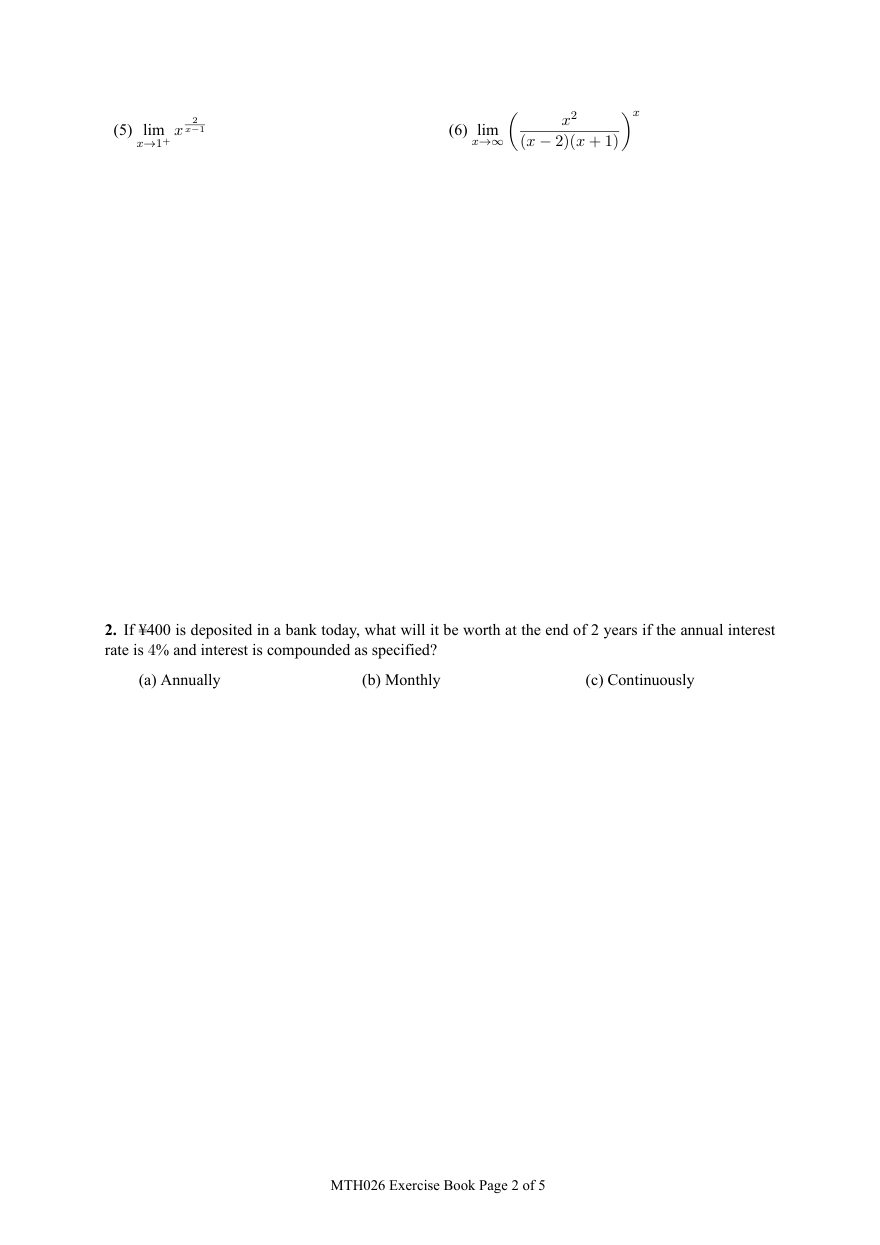 (5) lim x→1⁺ x^(2/(x−1))
(6) lim x→∞ (x²/((x − 2)(x + 1)))^x
2. If ¥400 is deposited in a bank today, what will it be worth at the end of 2 years if the annual interest
rate is 4% and interest is compounded as specified?
(a) Annually (b) Monthly (c) Continuously
MTH026 Exercise Book Page 2 of 5